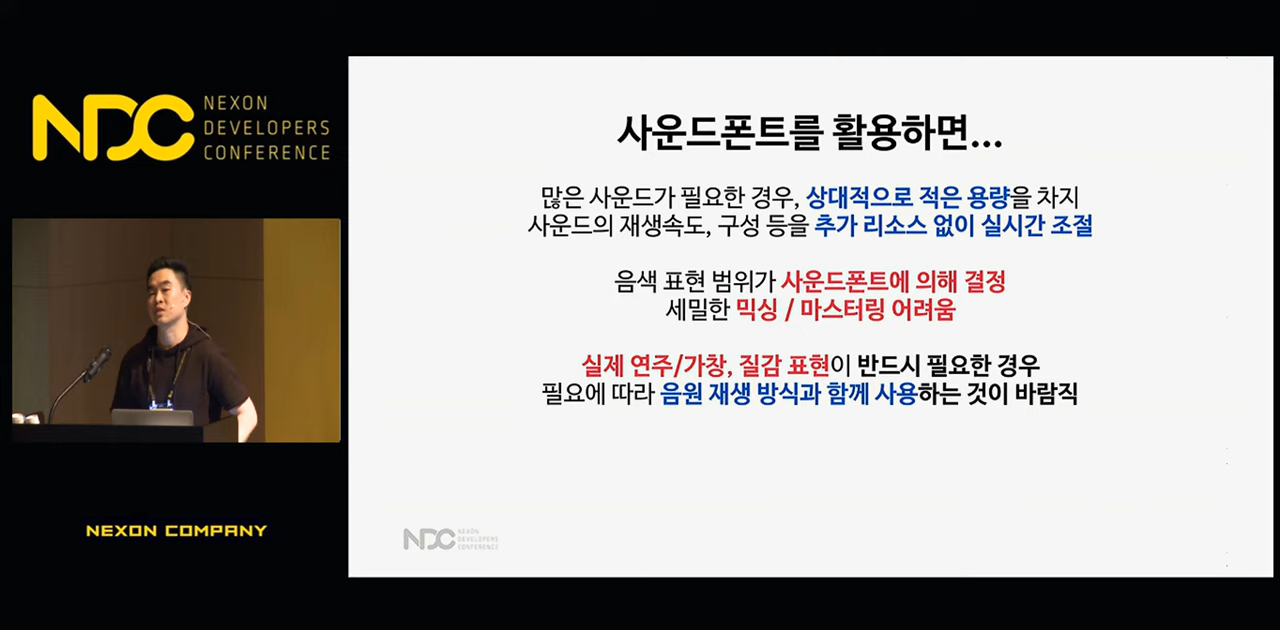 NDC
NEXON
DEVELOPERS
CONFERENCE
사운드폰트를 활용하면...
많은 사운드가 필요한 경우, 상대적으로 적은 용량을 차지
사운드의 재생속도, 구성 등을 추가 리소스 없이 실시간 조절
음색 표현 범위가 사운드폰트에 의해 결정
세밀한 믹싱 / 마스터링 어려움
실제 연주/가창, 질감 표현이 반드시 필요한 경우
필요에 따라 음원 재생 방식과 함께 사용하는 것이 바람직
NEXON COMPANY
NDC
NEXON
DEVELOPERS
CONFERENCE